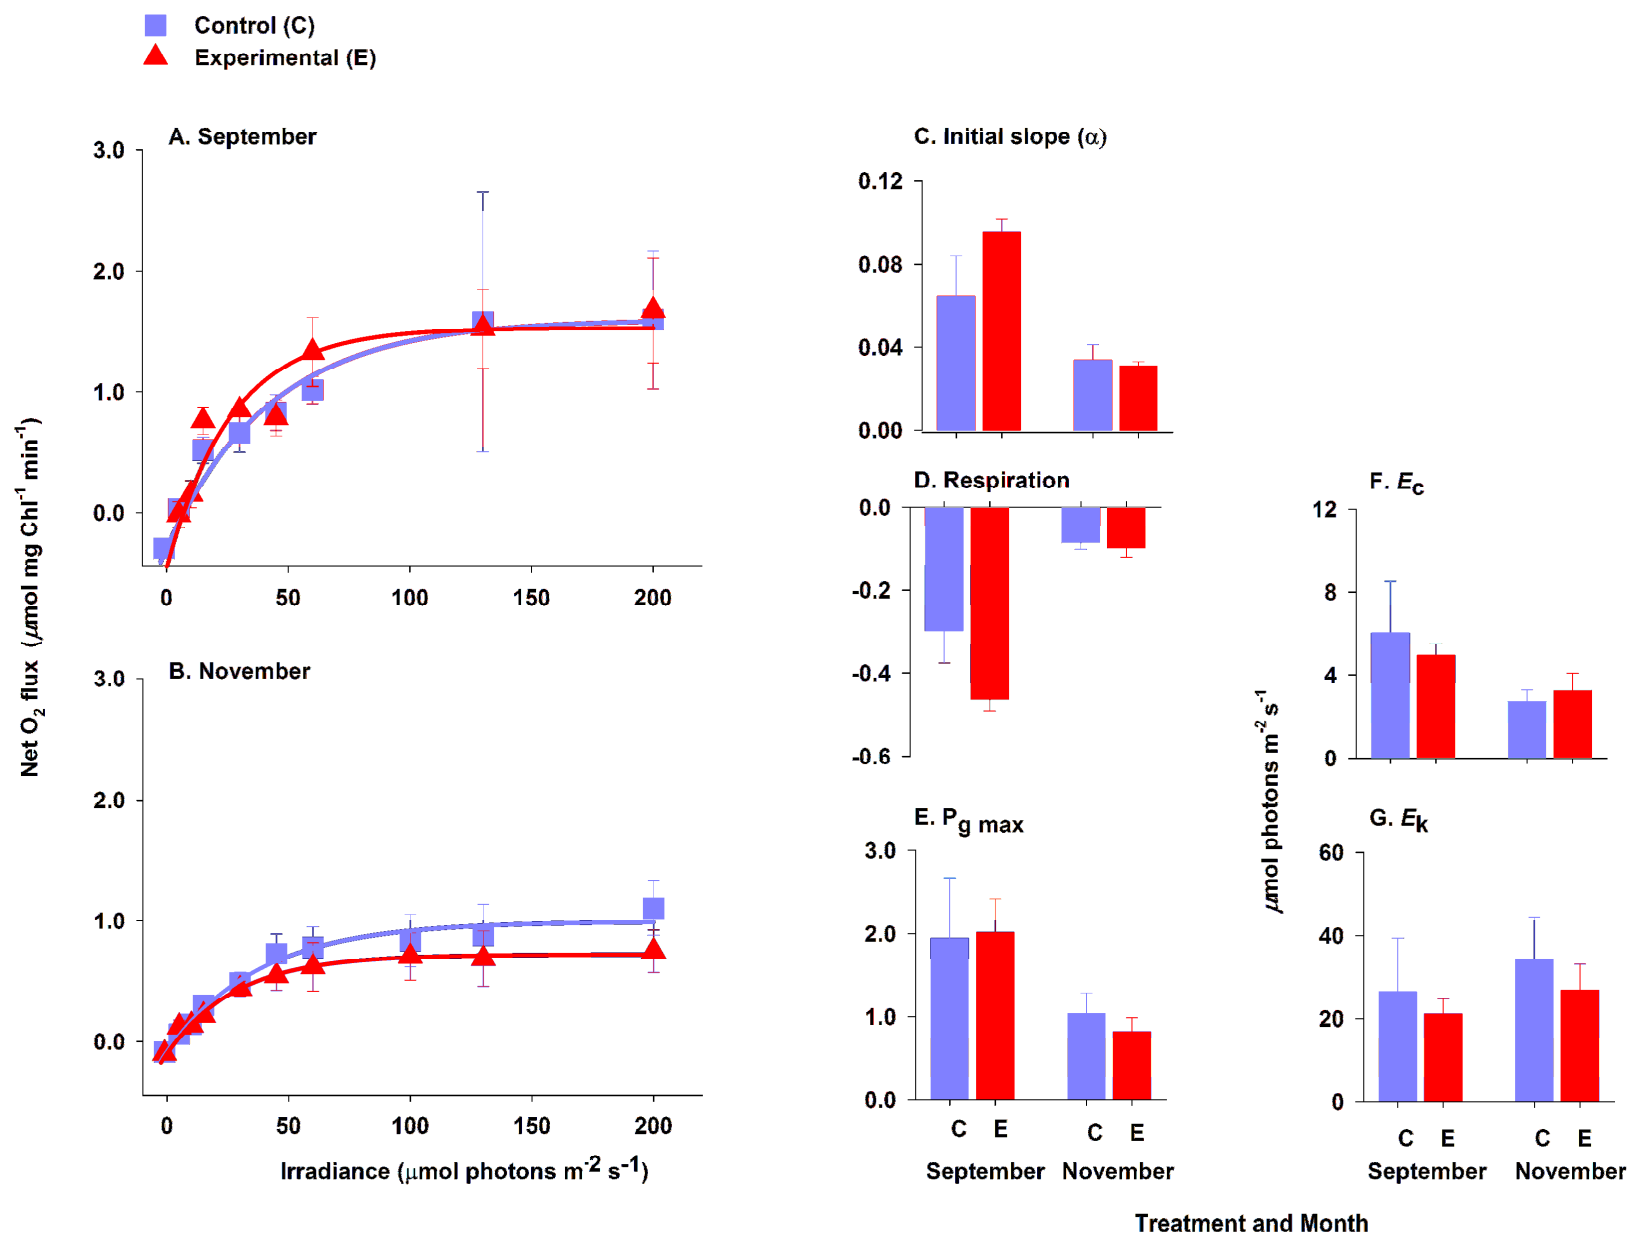 Control (C)
Experimental (E)
A. September
3.0
2.0
1.0
0.0
0 50 100 150 200
B. November
3.0
2.0
1.0
0.0
0 50 100 150 200
Net O2 flux (μmol mg Chl-1 min-1)
Irradiance (μmol photons m-2 s-1)
C. Initial slope (α)
0.12
0.08
0.04
0.00
D. Respiration
0.0
-0.2
-0.4
-0.6
E. Pg max
3.0
2.0
1.0
0.0
C E C E
September November
F. Ec
12
8
4
0
μmol photons m-2 s-1
G. Ek
60
40
20
0
C E C E
September November
Treatment and Month